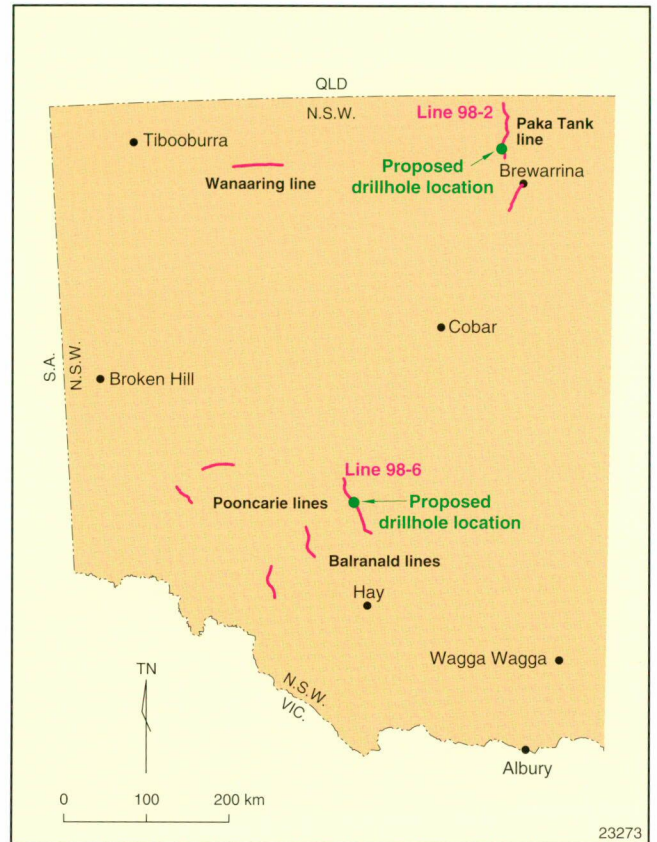 QLD
N.S.W.
Line 98-2
Paka Tank
line
Tibooburra
Wanaaring line
Proposed
drillhole location
Brewarrina
Cobar
S.A.
N.S.W.
Broken Hill
Line 98-6
Pooncarie lines
Proposed
drillhole location
Balranald lines
Hay
Wagga Wagga
TN
N.S.W.
VIC.
Albury
0 100 200 km
23273